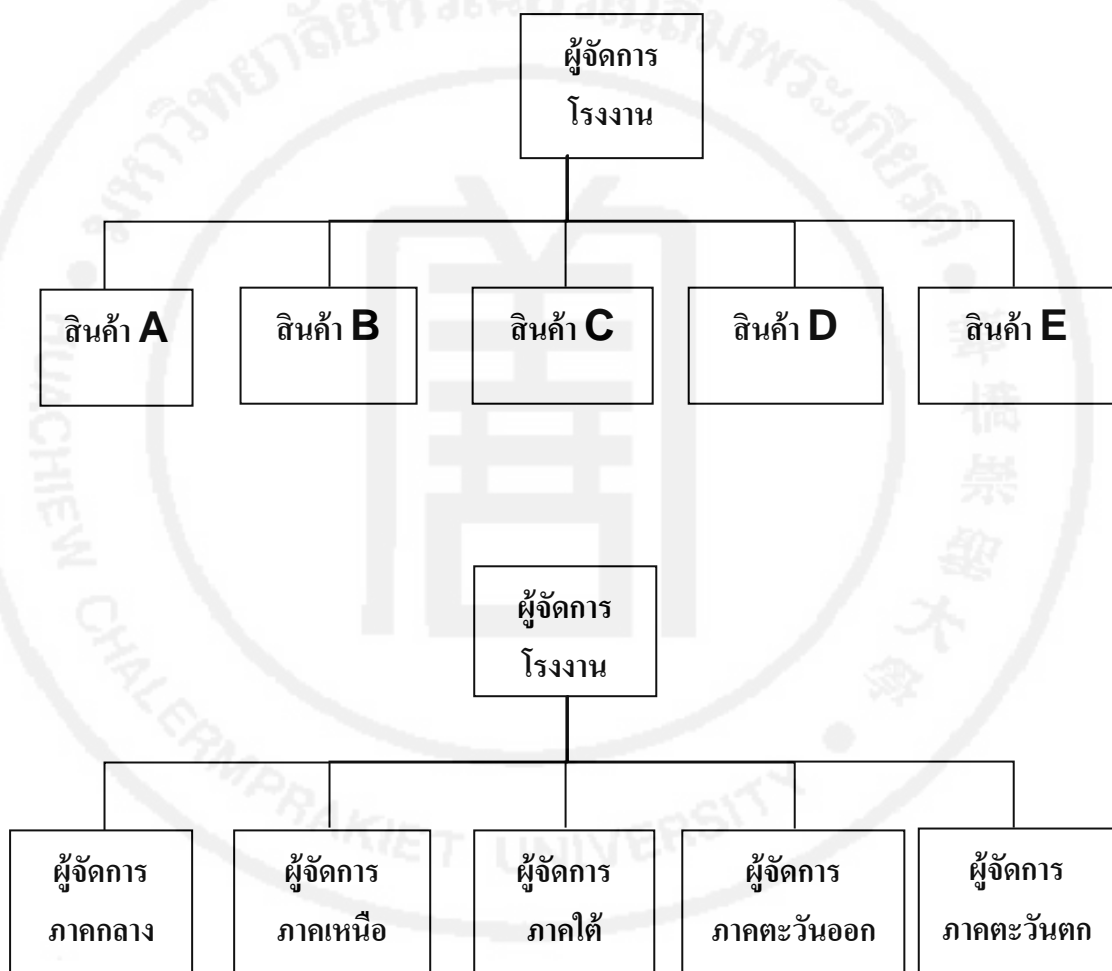 ผู้จัดการ
โรงงาน
สินค้า A
สินค้า B
สินค้า C
สินค้า D
สินค้า E
ผู้จัดการ
โรงงาน
ผู้จัดการ
ภาคกลาง
ผู้จัดการ
ภาคเหนือ
ผู้จัดการ
ภาคใต้
ผู้จัดการ
ภาคตะวันออก
ผู้จัดการ
ภาคตะวันตก
HUACHIEW CHALERMPRAKIET UNIVERSITY